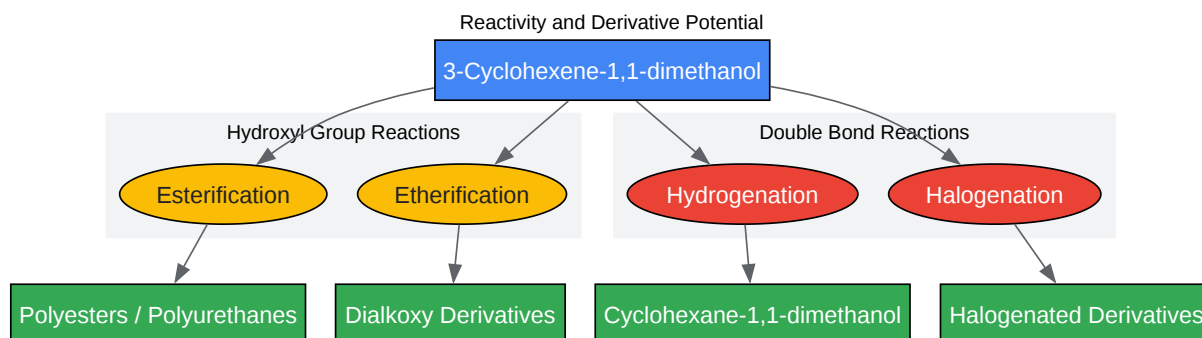 Reactivity and Derivative Potential
3-Cyclohexene-1,1-dimethanol
Hydroxyl Group Reactions
Double Bond Reactions
Esterification
Etherification
Hydrogenation
Halogenation
Polyesters / Polyurethanes
Dialkoxy Derivatives
Cyclohexane-1,1-dimethanol
Halogenated Derivatives